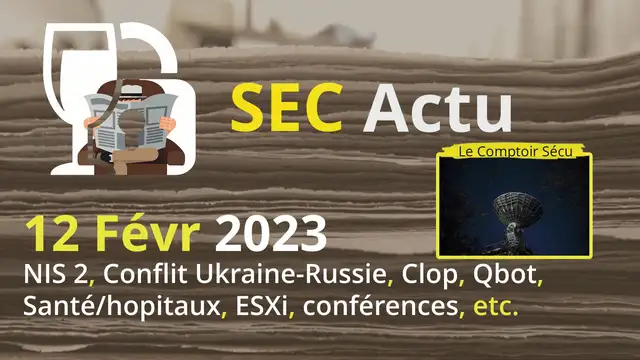 SEC Actu
Le Comptoir Sécu
12 Févr 2023
NIS 2, Conflit Ukraine-Russie, Clop, Qbot,
Santé/hopitaux, ESXi, conférences, etc.